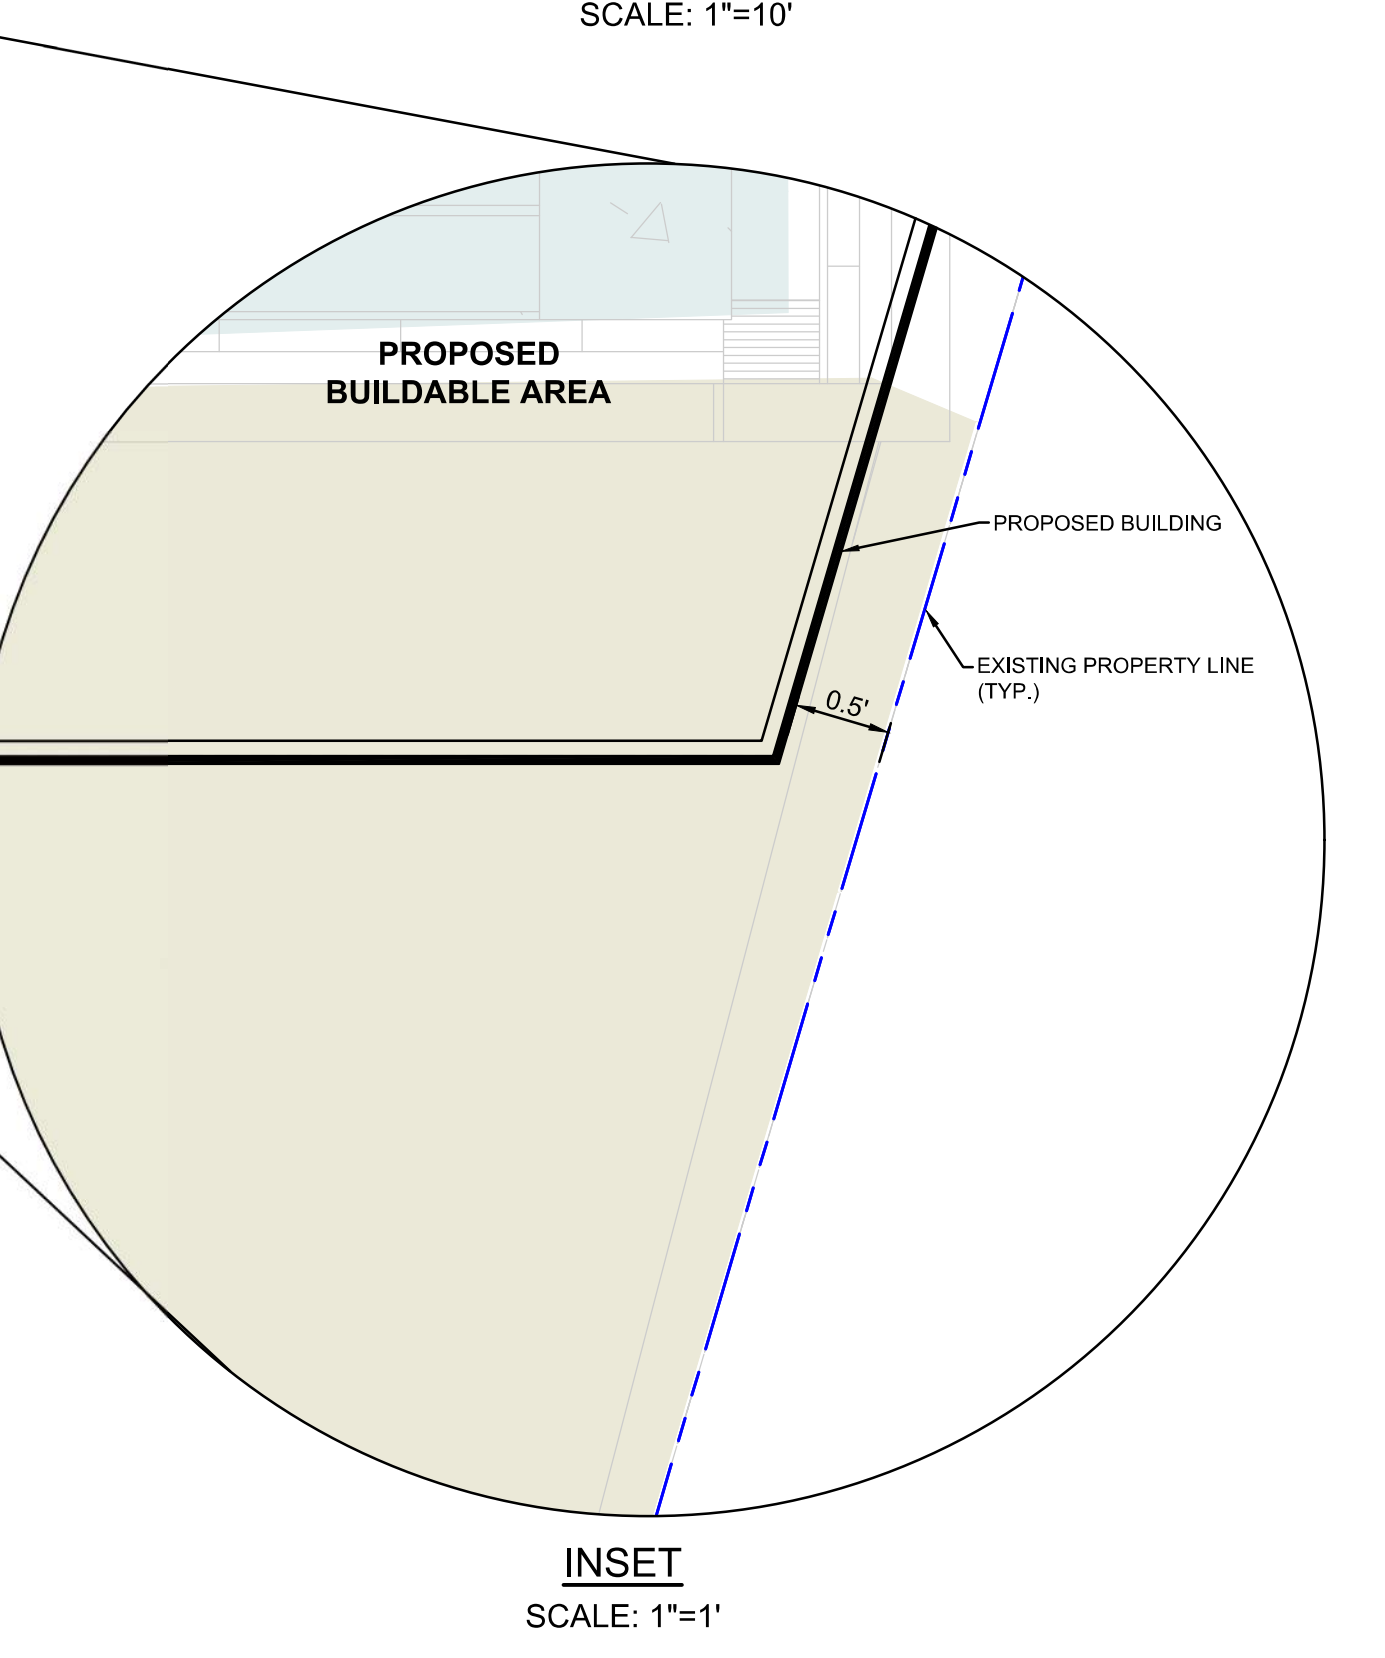 SCALE: 1"=10'
PROPOSED
BUILDABLE AREA
PROPOSED BUILDING
EXISTING PROPERTY LINE
(TYP.)
0.5'
INSET
SCALE: 1"=1'